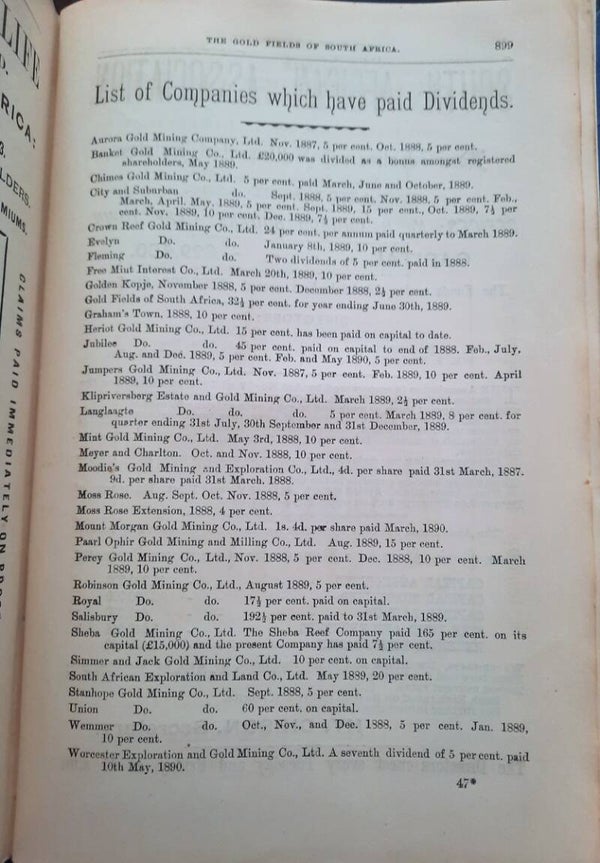 LIFE
D.
RICA:
3.
LDERS.
MIUMS.
CLAIMS PAID IMMEDIATELY ON
THE GOLD FIELDS OF SOUTH AFRICA.
899
List of Companies which have paid Dividends.
Aurora Gold Mining Company, Ltd. Nov. 1887, 5 per cent. Oct. 1888, 5 per cent.
Banket Gold Mining Co., Ltd. £20,000 was divided as a bonus amongst registered
shareholders, May 1889.
Chimes Gold Mining Co., Ltd. 5 per cent. paid March, June and October, 1889.
City and Suburban do. Sept. 1888, 5 per cent. Nov. 1888, 5 per cent. Feb.,
March, April, May, 1889, 5 per cent. Sept. 1889, 15 per cent., Oct. 1889, 7½ per
cent. Nov. 1889, 10 per cent. Dec. 1889, 7½ per cent.
Crown Reef Gold Mining Co., Ltd. 24 per cent. per annum paid quarterly to March 1889.
Evelyn Do. do. January 8th, 1889, 10 per cent.
Fleming Do. do. Two dividends of 5 per cent. paid in 1888.
Free Mint Interest Co., Ltd. March 20th, 1889, 10 per cent.
Golden Kopje, November 1888, 5 per cent. December 1888, 2½ per cent.
Gold Fields of South Africa, 32½ per cent. for year ending June 30th, 1889.
Graham's Town, 1888, 10 per cent.
Heriot Gold Mining Co., Ltd. 15 per cent. has been paid on capital to date.
Jubilee Do. do. 45 per cent. paid on capital to end of 1888. Feb., July,
Aug. and Dec. 1889, 5 per cent. Feb. and May 1890, 5 per cent.
Jumpers Gold Mining Co., Ltd. Nov. 1887, 5 per cent. Feb. 1889, 10 per cent. April
1889, 10 per cent.
Klipriversberg Estate and Gold Mining Co., Ltd. March 1889, 2½ per cent.
Langlaagte Do. do. do. 5 per cent. March 1889, 8 per cent. for
quarter ending 31st July, 30th September and 31st December, 1889.
Mint Gold Mining Co., Ltd. May 3rd, 1888, 10 per cent.
Meyer and Charlton. Oct. and Nov. 1888, 10 per cent.
Moodie's Gold Mining and Exploration Co., Ltd., 4d. per share paid 31st March, 1887.
9d. per share paid 31st March. 1888.
Moss Rose. Aug. Sept. Oct. Nov. 1888, 5 per cent.
Moss Rose Extension, 1888, 4 per cent.
Mount Morgan Gold Mining Co., Ltd. 1s. 4d. per share paid March, 1890.
Paarl Ophir Gold Mining and Milling Co., Ltd. Aug. 1889, 15 per cent.
Percy Gold Mining Co., Ltd., Nov. 1888, 5 per cent. Dec. 1888, 10 per cent. March
1889, 10 per cent.
Robinson Gold Mining Co., Ltd., August 1889, 5 per cent.
Royal Do. do. 17½ per cent. paid on capital.
Salisbury Do. do. 192½ per cent. paid to 31st March, 1889.
Sheba Gold Mining Co., Ltd. The Sheba Reef Company paid 165 per cent. on its
capital (£15,000) and the present Company has paid 7½ per cent.
Simmer and Jack Gold Mining Co., Ltd. 10 per cent. on capital.
South African Exploration and Land Co., Ltd. May 1889, 20 per cent.
Stanhope Gold Mining Co., Ltd. Sept. 1888, 5 per cent.
Union Do. do. 60 per cent. on capital.
Wemmer Do. do. Oct., Nov., and Dec. 1888, 5 per cent. Jan. 1889,
10 per cent.
Worcester Exploration and Gold Mining Co., Ltd. A seventh dividend of 5 per cent. paid
10th May, 1890.
47*